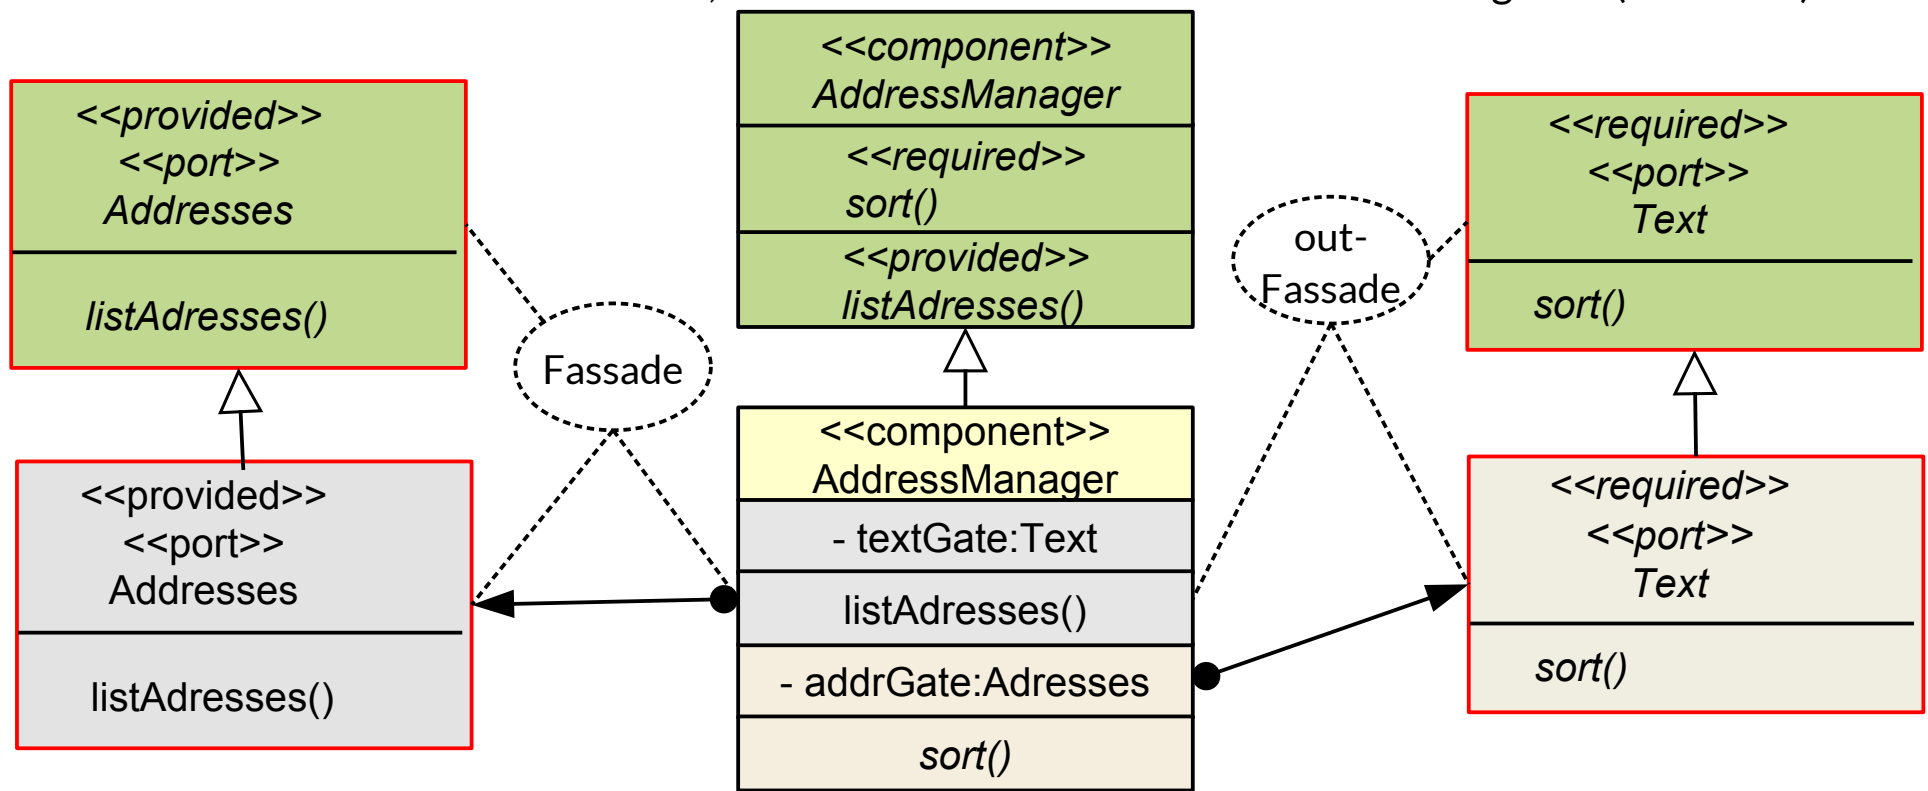 <<provided>>
<<port>>
Addresses
listAdresses()
<<component>>
AddressManager
<<required>>
sort()
<<provided>>
listAdresses()
<<required>>
<<port>>
Text
sort()
Fassade
out-
Fassade
<<provided>>
<<port>>
Addresses
listAdresses()
<<component>>
AddressManager
- textGate:Text
listAdresses()
- addrGate:Adresses
sort()
<<required>>
<<port>>
Text
sort()